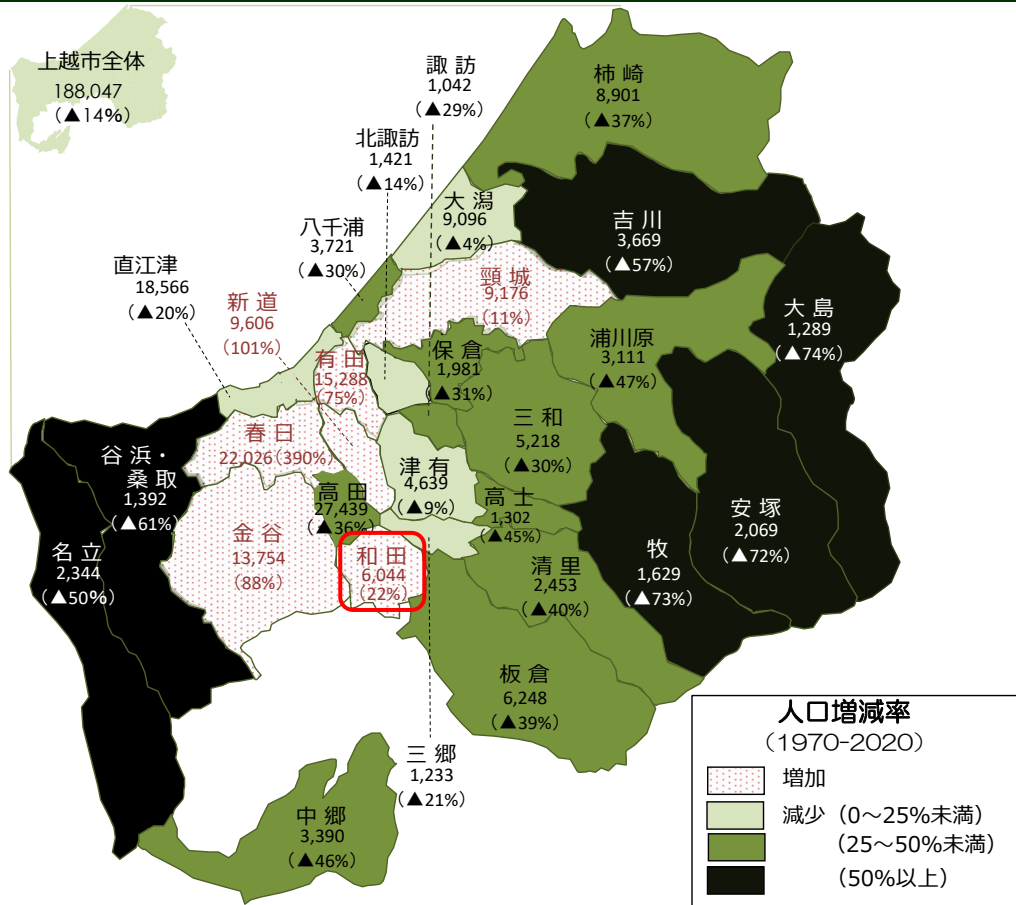 上越市全体
188,047
(▲14%)
諏訪
1,042
(▲29%)
柿崎
8,901
(▲37%)
北諏訪
1,421
(▲14%)
大潟
9,096
(▲4%)
吉川
3,669
(△57%)
八千浦
3,721
(▲30%)
直江津
18,566
(▲20%)
新道
9,606
(101%)
頸城
9,176
(11%)
大島
1,289
(△74%)
有田
15,288
(75%)
保倉
1,981
(▲31%)
浦川原
3,111
(▲47%)
三和
5,218
(▲30%)
春日
22,026(390%)
谷浜・
桑取
1,392
(△61%)
津有
4,639
(▲9%)
高田
27,439
(▲36%)
高士
1,302
(▲45%)
安塚
2,069
(△72%)
金谷
13,754
(88%)
名立
2,344
(△50%)
和田
6,044
(22%)
清里
2,453
(▲40%)
牧
1,629
(△73%)
板倉
6,248
(▲39%)
三郷
1,233
(▲21%)
中郷
3,390
(▲46%)
人口増減率
(1970-2020)
増加
減少 (0~25%未満)
(25~50%未満)
(50%以上)